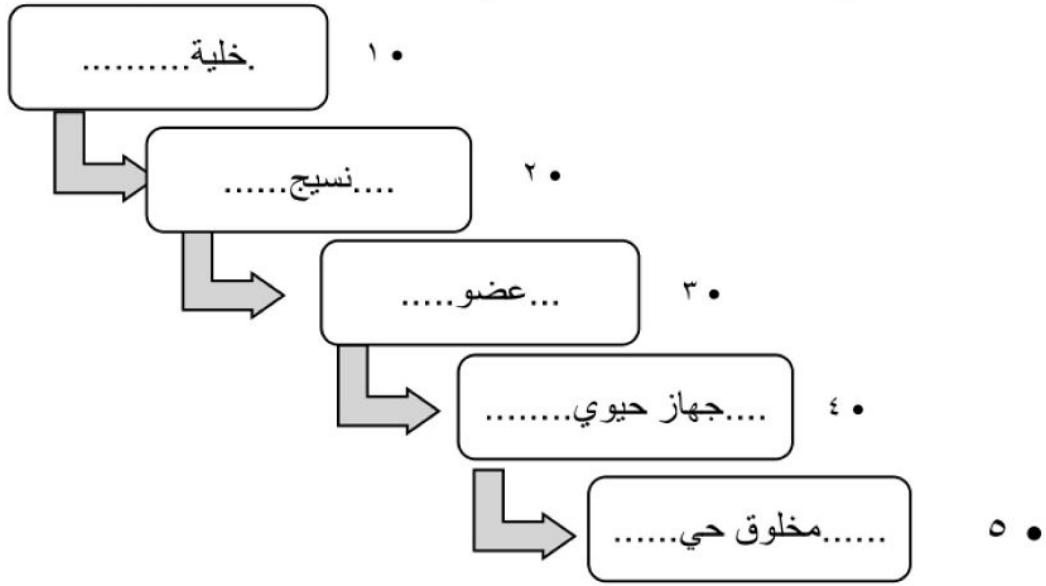 ١ •
.خلية..........
٢ •
....نسيج......
٣ •
...عضو.....
٤ •
....جهاز حيوي........
٥ •
......مخلوق حي......